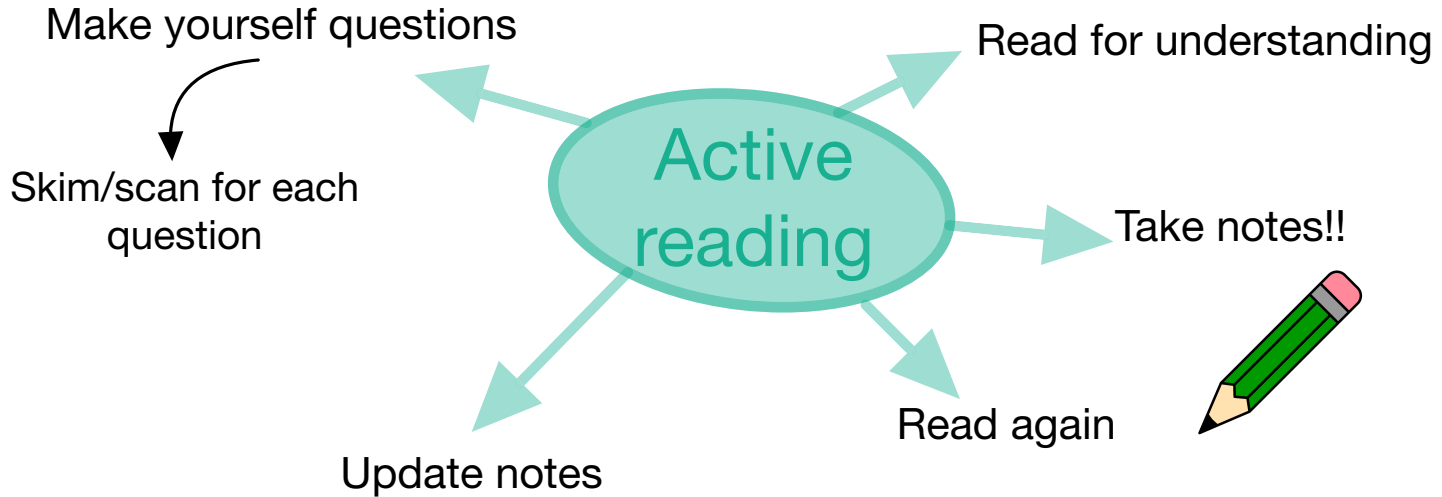 Make yourself questions
Read for understanding
Skim/scan for each
question
Active
reading
Take notes!!
Read again
Update notes